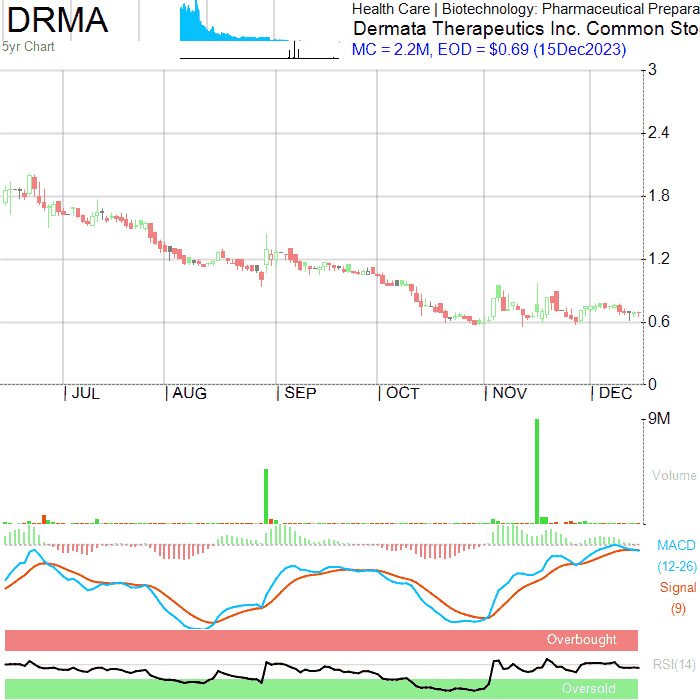 DRMA
5yr Chart
Health Care | Biotechnology: Pharmaceutical Prepara
Dermata Therapeutics Inc. Common Sto
MC = 2.2M, EOD = $0.69 (15Dec2023)
3
2.4
1.8
1.2
0.6
0
| JUL | AUG | SEP | OCT | NOV | DEC
9M
Volume
MACD
(12-26)
Signal
(9)
Overbought
RSI(14)
Oversold